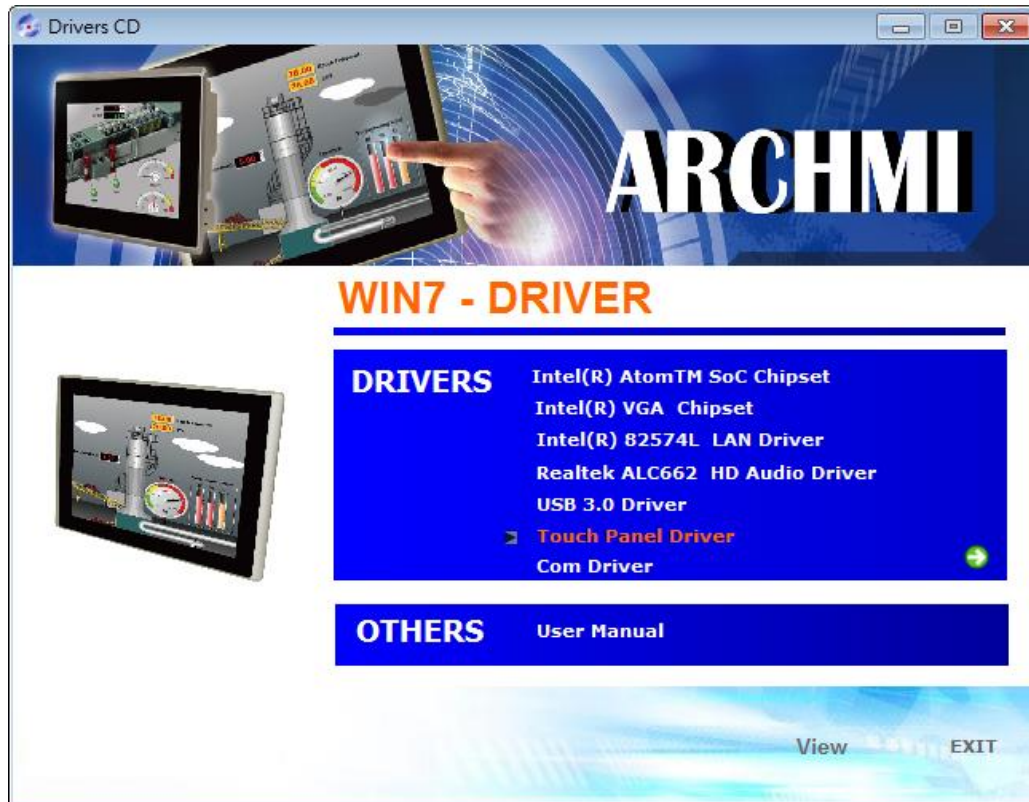 Drivers CD
ARCHMI
WIN7 - DRIVER
DRIVERS
Intel(R) AtomTM SoC Chipset
Intel(R) VGA Chipset
Intel(R) 82574L LAN Driver
Realtek ALC662 HD Audio Driver
USB 3.0 Driver
Touch Panel Driver
Com Driver
OTHERS
User Manual
View
EXIT